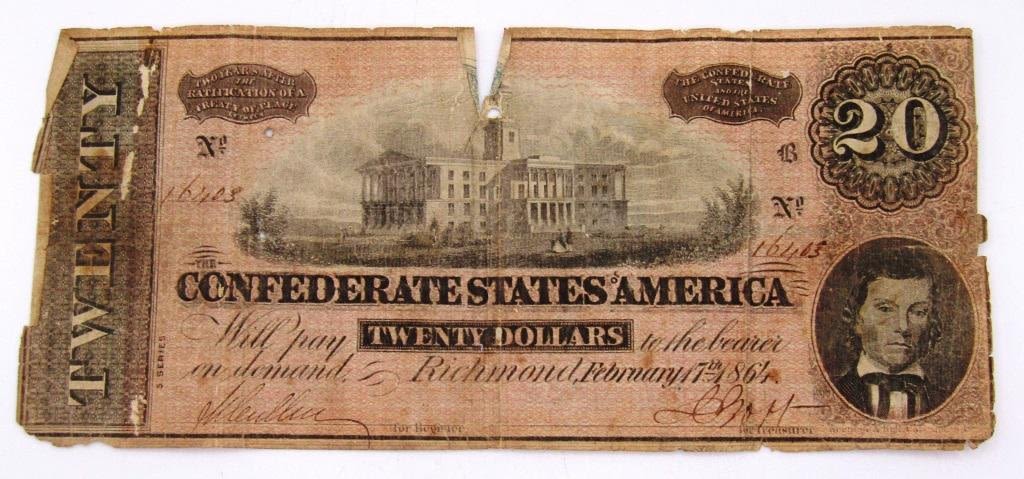 TWENTY
TWO YEARS AFTER
THE
RATIFICATION OF A
TREATY OF PEACE
BETWEEN
THE CONFEDERATE
STATES
AND THE
UNITED STATES
OF AMERICA,
20
No.
B
16403
No.
16403
THE
CONFEDERATE STATES OF AMERICA
Will pay TWENTY DOLLARS to the bearer
on demand. Richmond, February 17th 1864.
5 SERIES
for Register
for Treasurer